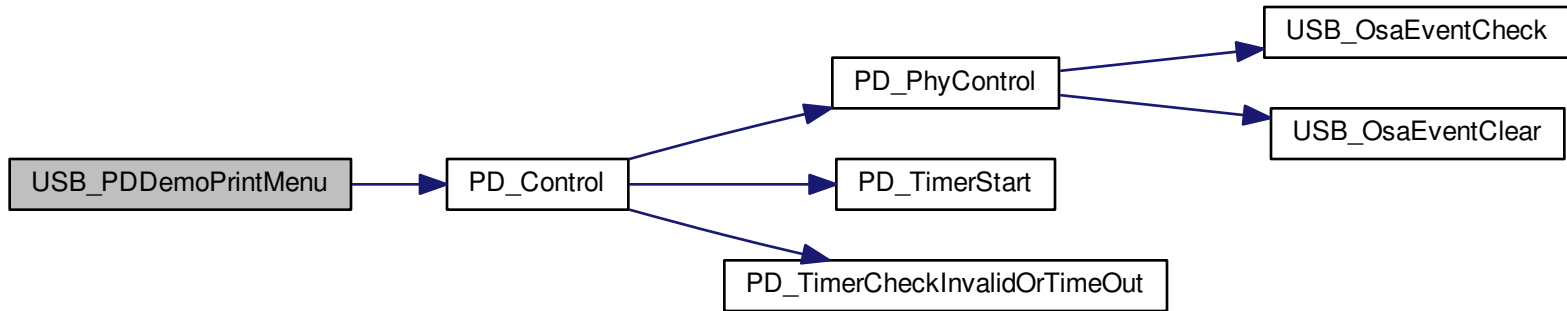 USB_OsaEventCheck
PD_PhyControl
USB_OsaEventClear
USB_PDDemoPrintMenu
PD_Control
PD_TimerStart
PD_TimerCheckInvalidOrTimeOut